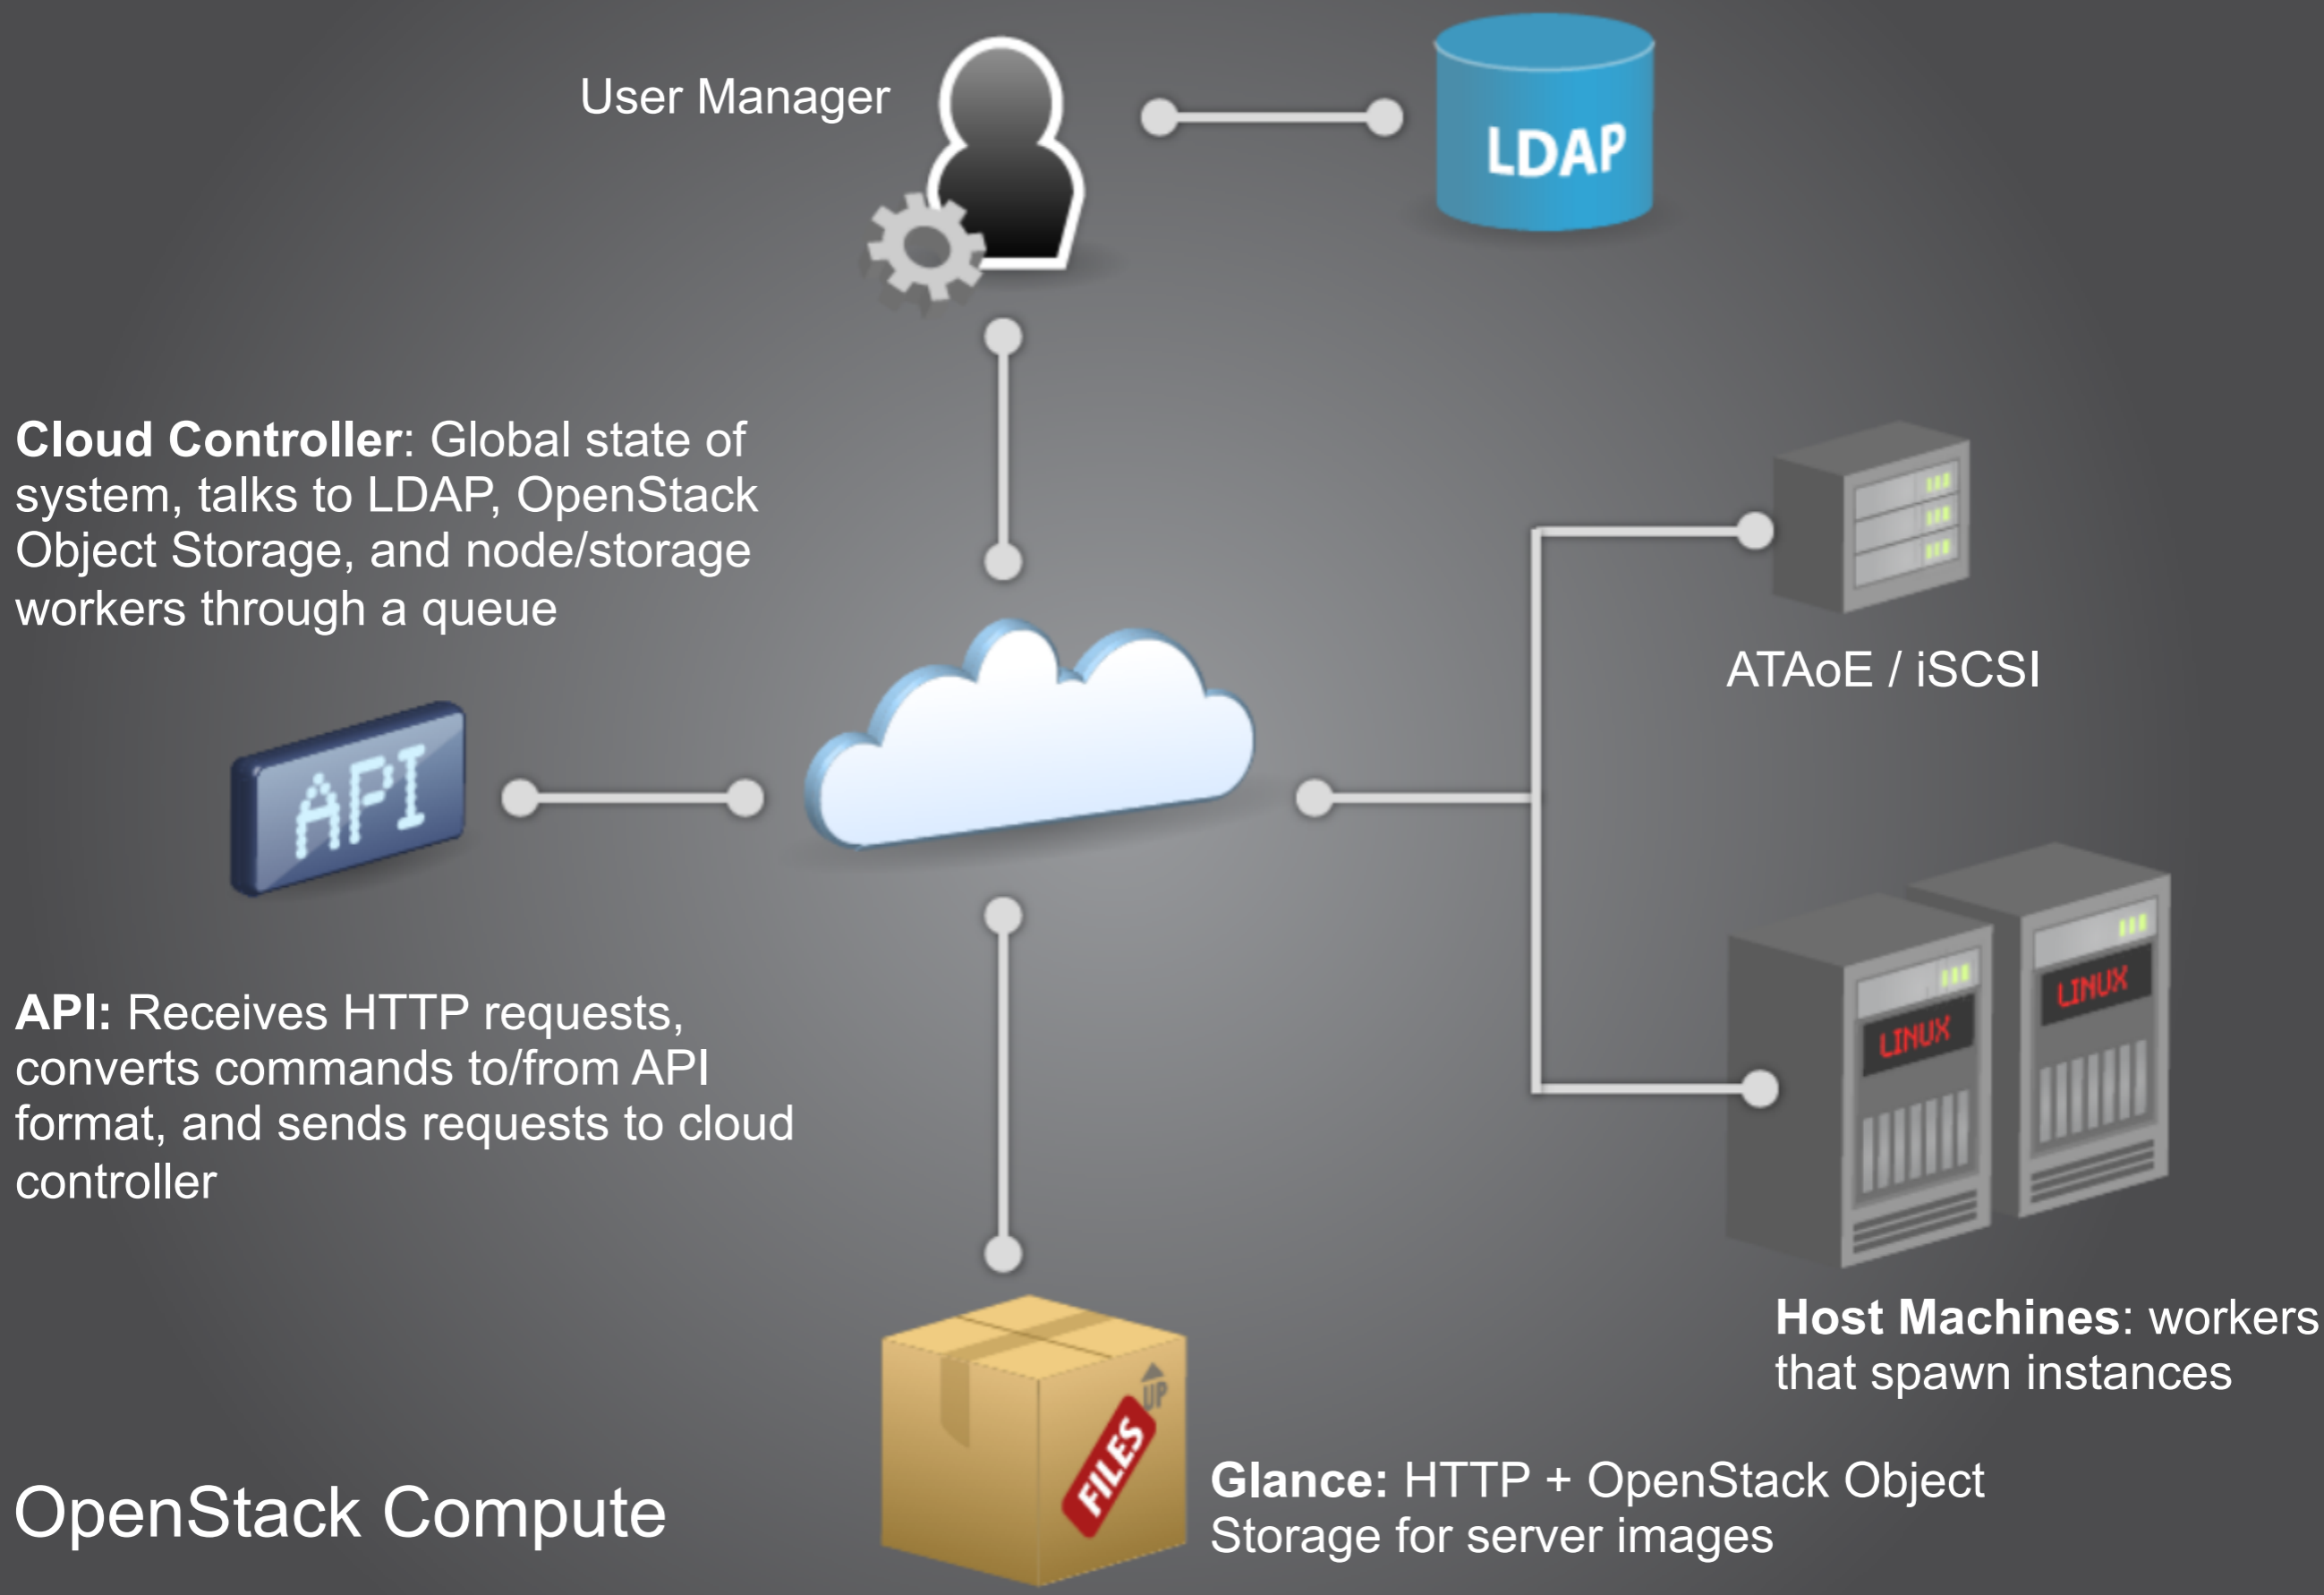 User Manager
LDAP
Cloud Controller: Global state of
system, talks to LDAP, OpenStack
Object Storage, and node/storage
workers through a queue
ATAoE / iSCSI
API
API: Receives HTTP requests,
converts commands to/from API
format, and sends requests to cloud
controller
LINUX
LINUX
Host Machines: workers
that spawn instances
UP
FILES
Glance: HTTP + OpenStack Object
Storage for server images
OpenStack Compute